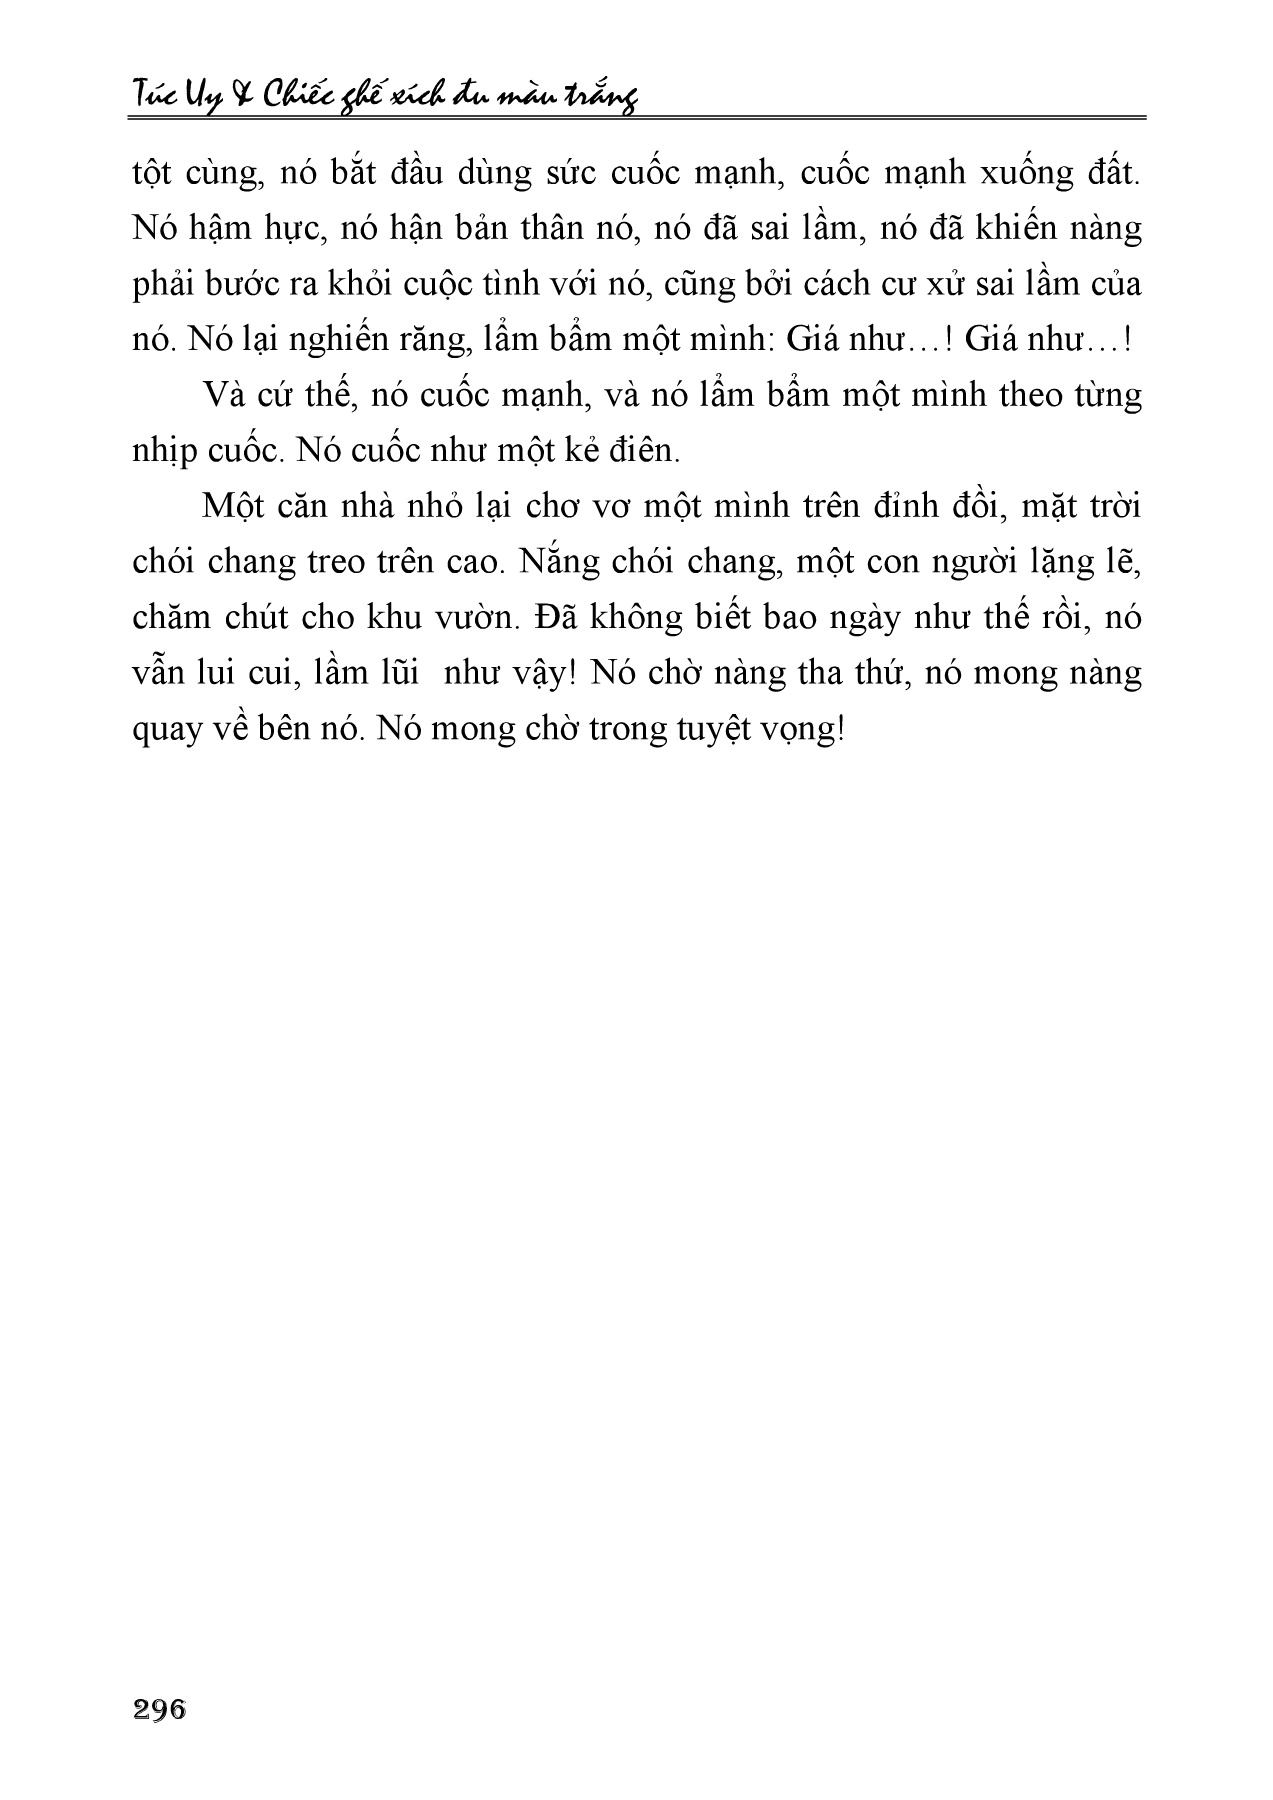 Túc Uy & Chiếc ghế xích đu màu trắng
tột cùng, nó bắt đầu dùng sức cuốc mạnh, cuốc mạnh xuống đất.
Nó hậm hực, nó hận bản thân nó, nó đã sai lầm, nó đã khiến nàng
phải bước ra khỏi cuộc tình với nó, cũng bởi cách cư xử sai lầm của
nó. Nó lại nghiến răng, lẩm bẩm một mình: Giá như…! Giá như…!
Và cứ thế, nó cuốc mạnh, và nó lẩm bẩm một mình theo từng
nhịp cuốc. Nó cuốc như một kẻ điên.
Một căn nhà nhỏ lại chơ vơ một mình trên đỉnh đồi, mặt trời
chói chang treo trên cao. Nắng chói chang, một con người lặng lẽ,
chăm chút cho khu vườn. Đã không biết bao ngày như thế rồi, nó
vẫn lui cui, lầm lũi  như vậy! Nó chờ nàng tha thứ, nó mong nàng
quay về bên nó. Nó mong chờ trong tuyệt vọng!
296